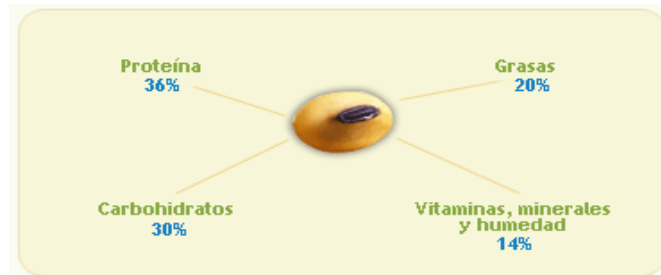 Proteína
36%
Grasas
20%
Carbohidratos
30%
Vitaminas, minerales
y humedad
14%